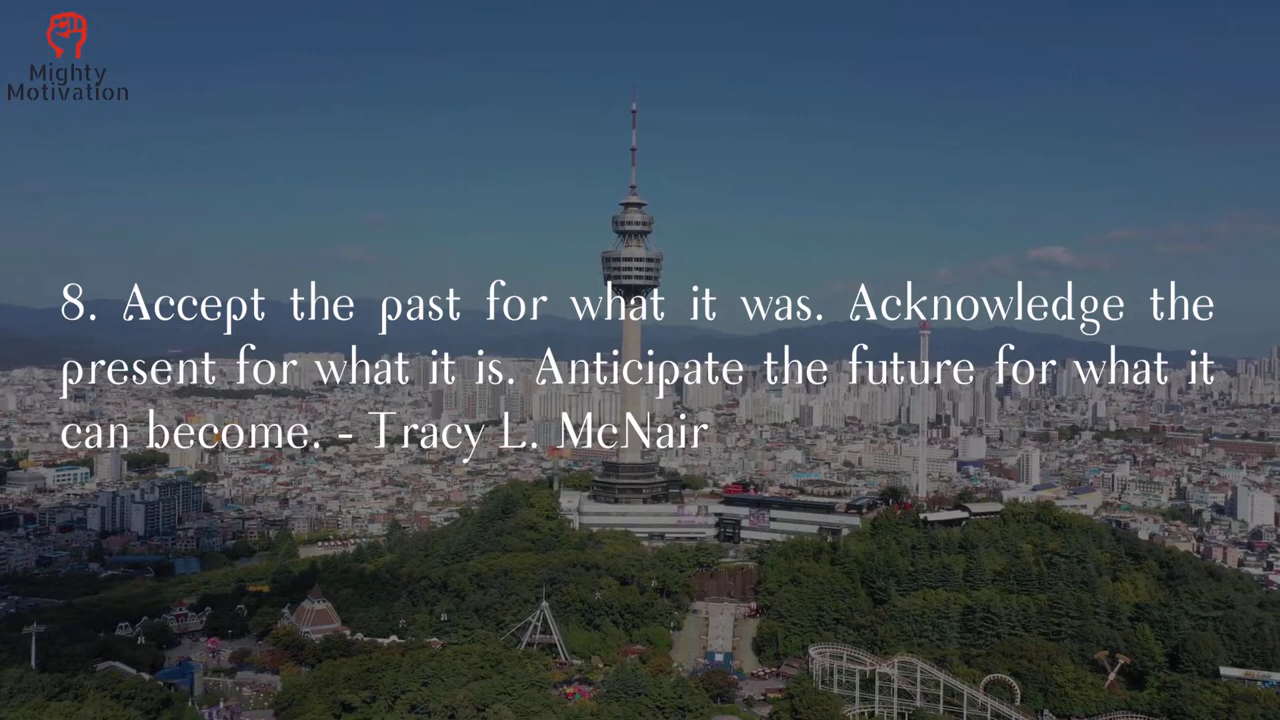 Mighty
Motivation
8. Accept the past for what it was. Acknowledge the
present for what it is. Anticipate the future for what it
can become. - Tracy L. McNair